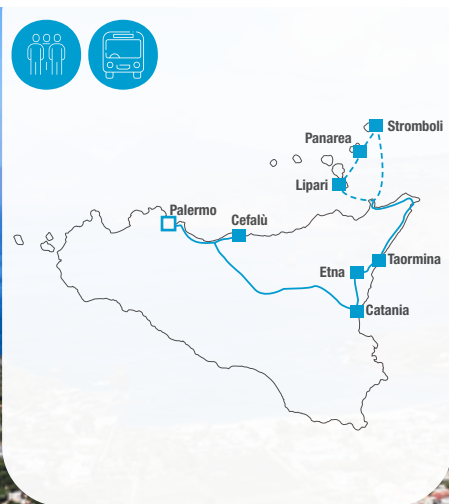 Stromboli
Panarea
Lipari
Palermo
Cefalù
Taormina
Etna
Catania